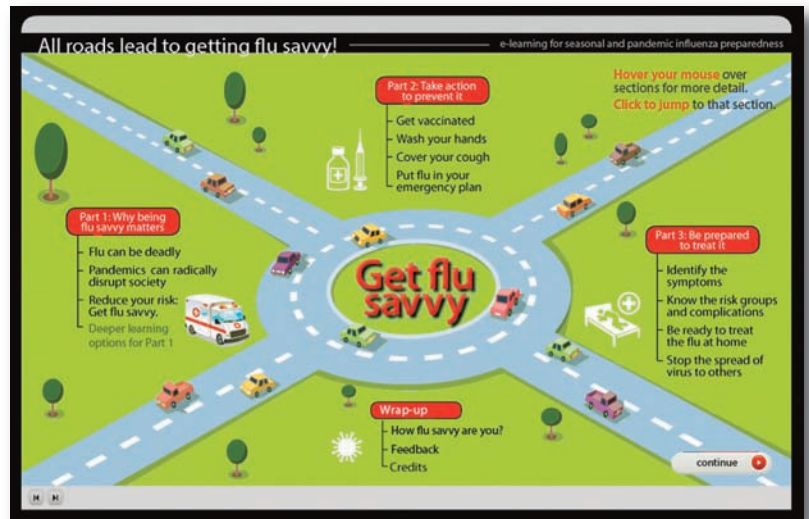 All roads lead to getting flu savvy!
e-learning for seasonal and pandemic influenza preparedness
Hover your mouse over
sections for more detail.
Click to jump to that section.
Part 2: Take action
to prevent it
Get vaccinated
Wash your hands
Cover your cough
Put flu in your
emergency plan
Part 1: Why being
flu savvy matters
Flu can be deadly
Pandemics can radically
disrupt society
Reduce your risk:
Get flu savvy.
Deeper learning
options for Part 1
Get flu
savvy
Part 3: Be prepared
to treat it
Identify the
symptoms
Know the risk groups
and complications
Be ready to treat
the flu at home
Stop the spread of
virus to others
Wrap-up
How flu savvy are you?
Feedback
Credits
continue